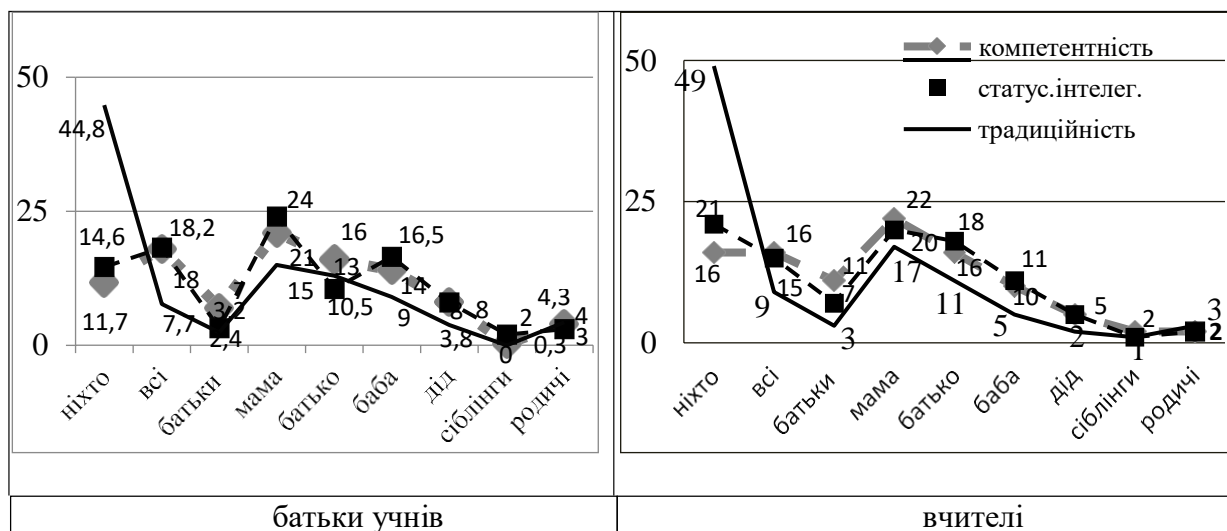 50
25
0
44,8
14,6
11,7
18,2
18
7,7
3,2
2,4
24
21
15
16
13
10,5
16,5
14
9
8
8
3,8
2
0
0,3
4,3
4
3
ніхто
всі
батьки
мама
батько
баба
дід
сіблінги
родичі
батьки учнів
компетентність
статус.інтелег.
традиційність
50
25
0
49
21
16
16
15
9
11
7
3
22
20
17
18
16
11
11
10
5
5
2
2
1
3
2
ніхто
всі
батьки
мама
батько
баба
дід
сіблінги
родичі
вчителі